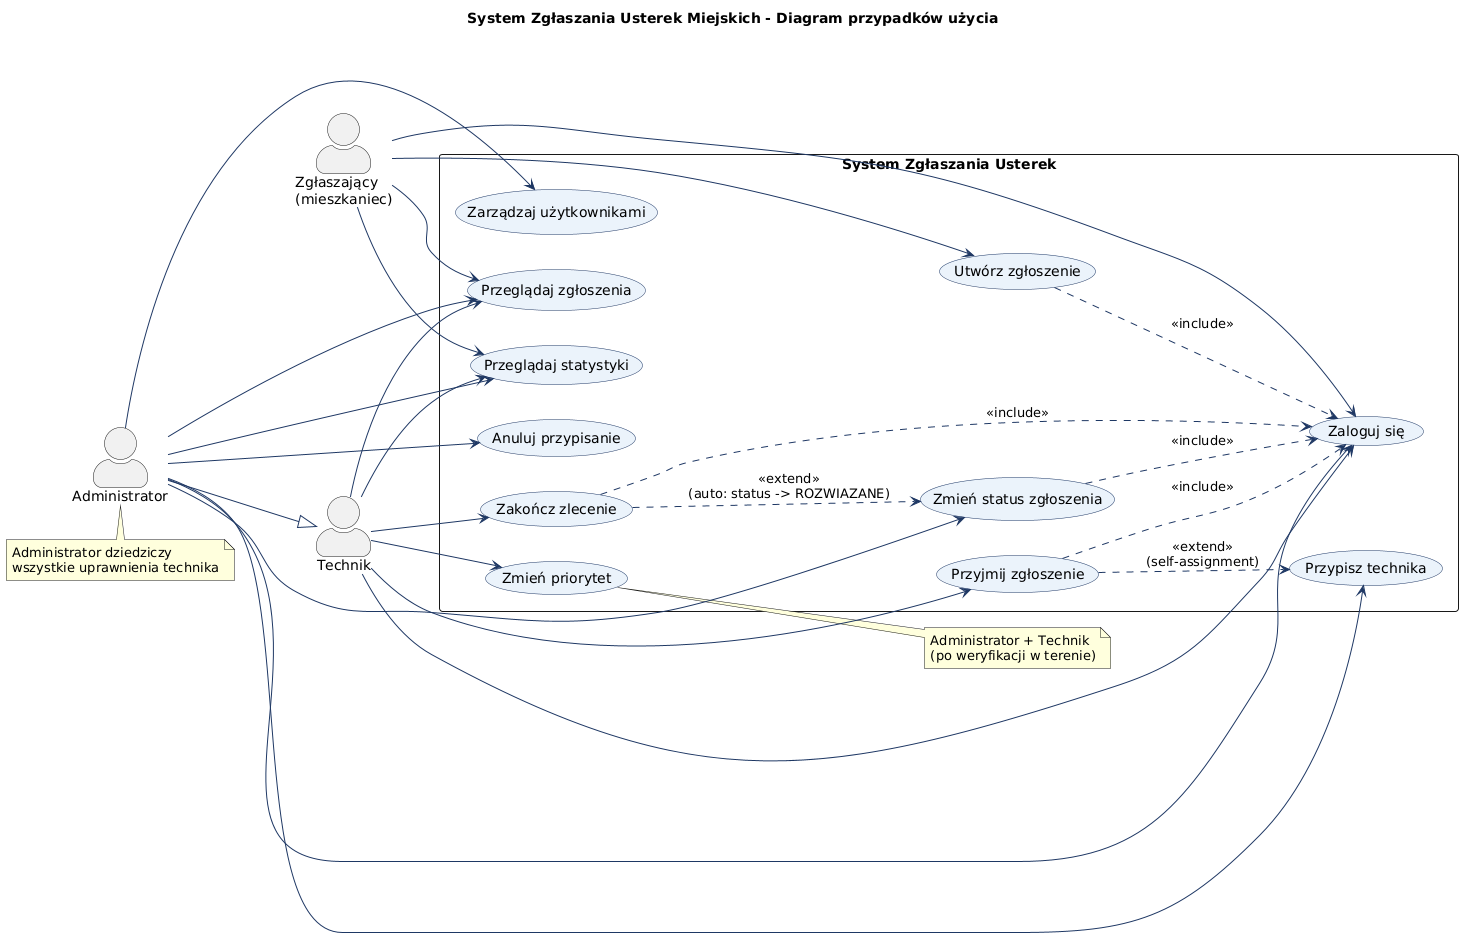 System Zgłaszania Usterek Miejskich - Diagram przypadków użycia
System Zgłaszania Usterek
Zgłaszający
(mieszkaniec)
Zarządzaj użytkownikami
Utwórz zgłoszenie
Przeglądaj zgłoszenia
«include»
Przeglądaj statystyki
«include»
Zaloguj się
Anuluj przypisanie
«include»
Administrator
«extend»
(auto: status -> ROZWIAZANE)
«include»
Zmień status zgłoszenia
Zakończ zlecenie
Administrator dziedziczy
wszystkie uprawnienia technika
Technik
«extend»
(self-assignment)
Przypisz technika
Przyjmij zgłoszenie
Zmień priorytet
Administrator + Technik
(po weryfikacji w terenie)